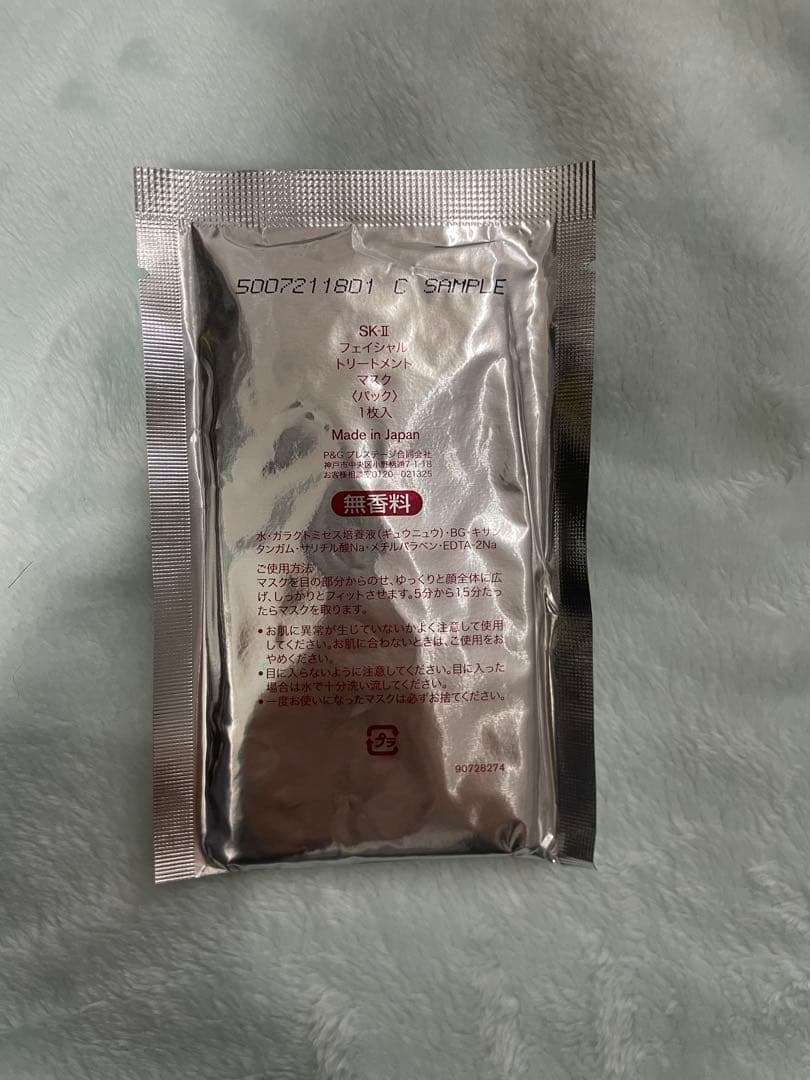 5007211801 C SAMPLE
SK-II
フェイシャル
トリートメント
マスク
〈パック〉
1枚入
Made in Japan
P&G プレステージ合同会社
神戸市中央区小野柄通7-1-18
お客様相談室0120-021325
無香料
水・ガラクトミセス培養液(ギュウニュウ)・BG・キサン
タンガム・サリチル酸Na・メチルパラベン・EDTA-2Na
ご使用方法
マスクを目の部分からのせ、ゆっくりと顔全体に広
げ、しっかりとフィットさせます。5分から15分たっ
たらマスクを取ります。
●お肌に異常が生じていないかよく注意して使用
してください。お肌に合わないときは、ご使用をお
やめください。
●目に入らないように注意してください。目に入った
場合は水で十分洗い流してください。
●一度お使いになったマスクは必ずお捨てください。
プラ
90728274